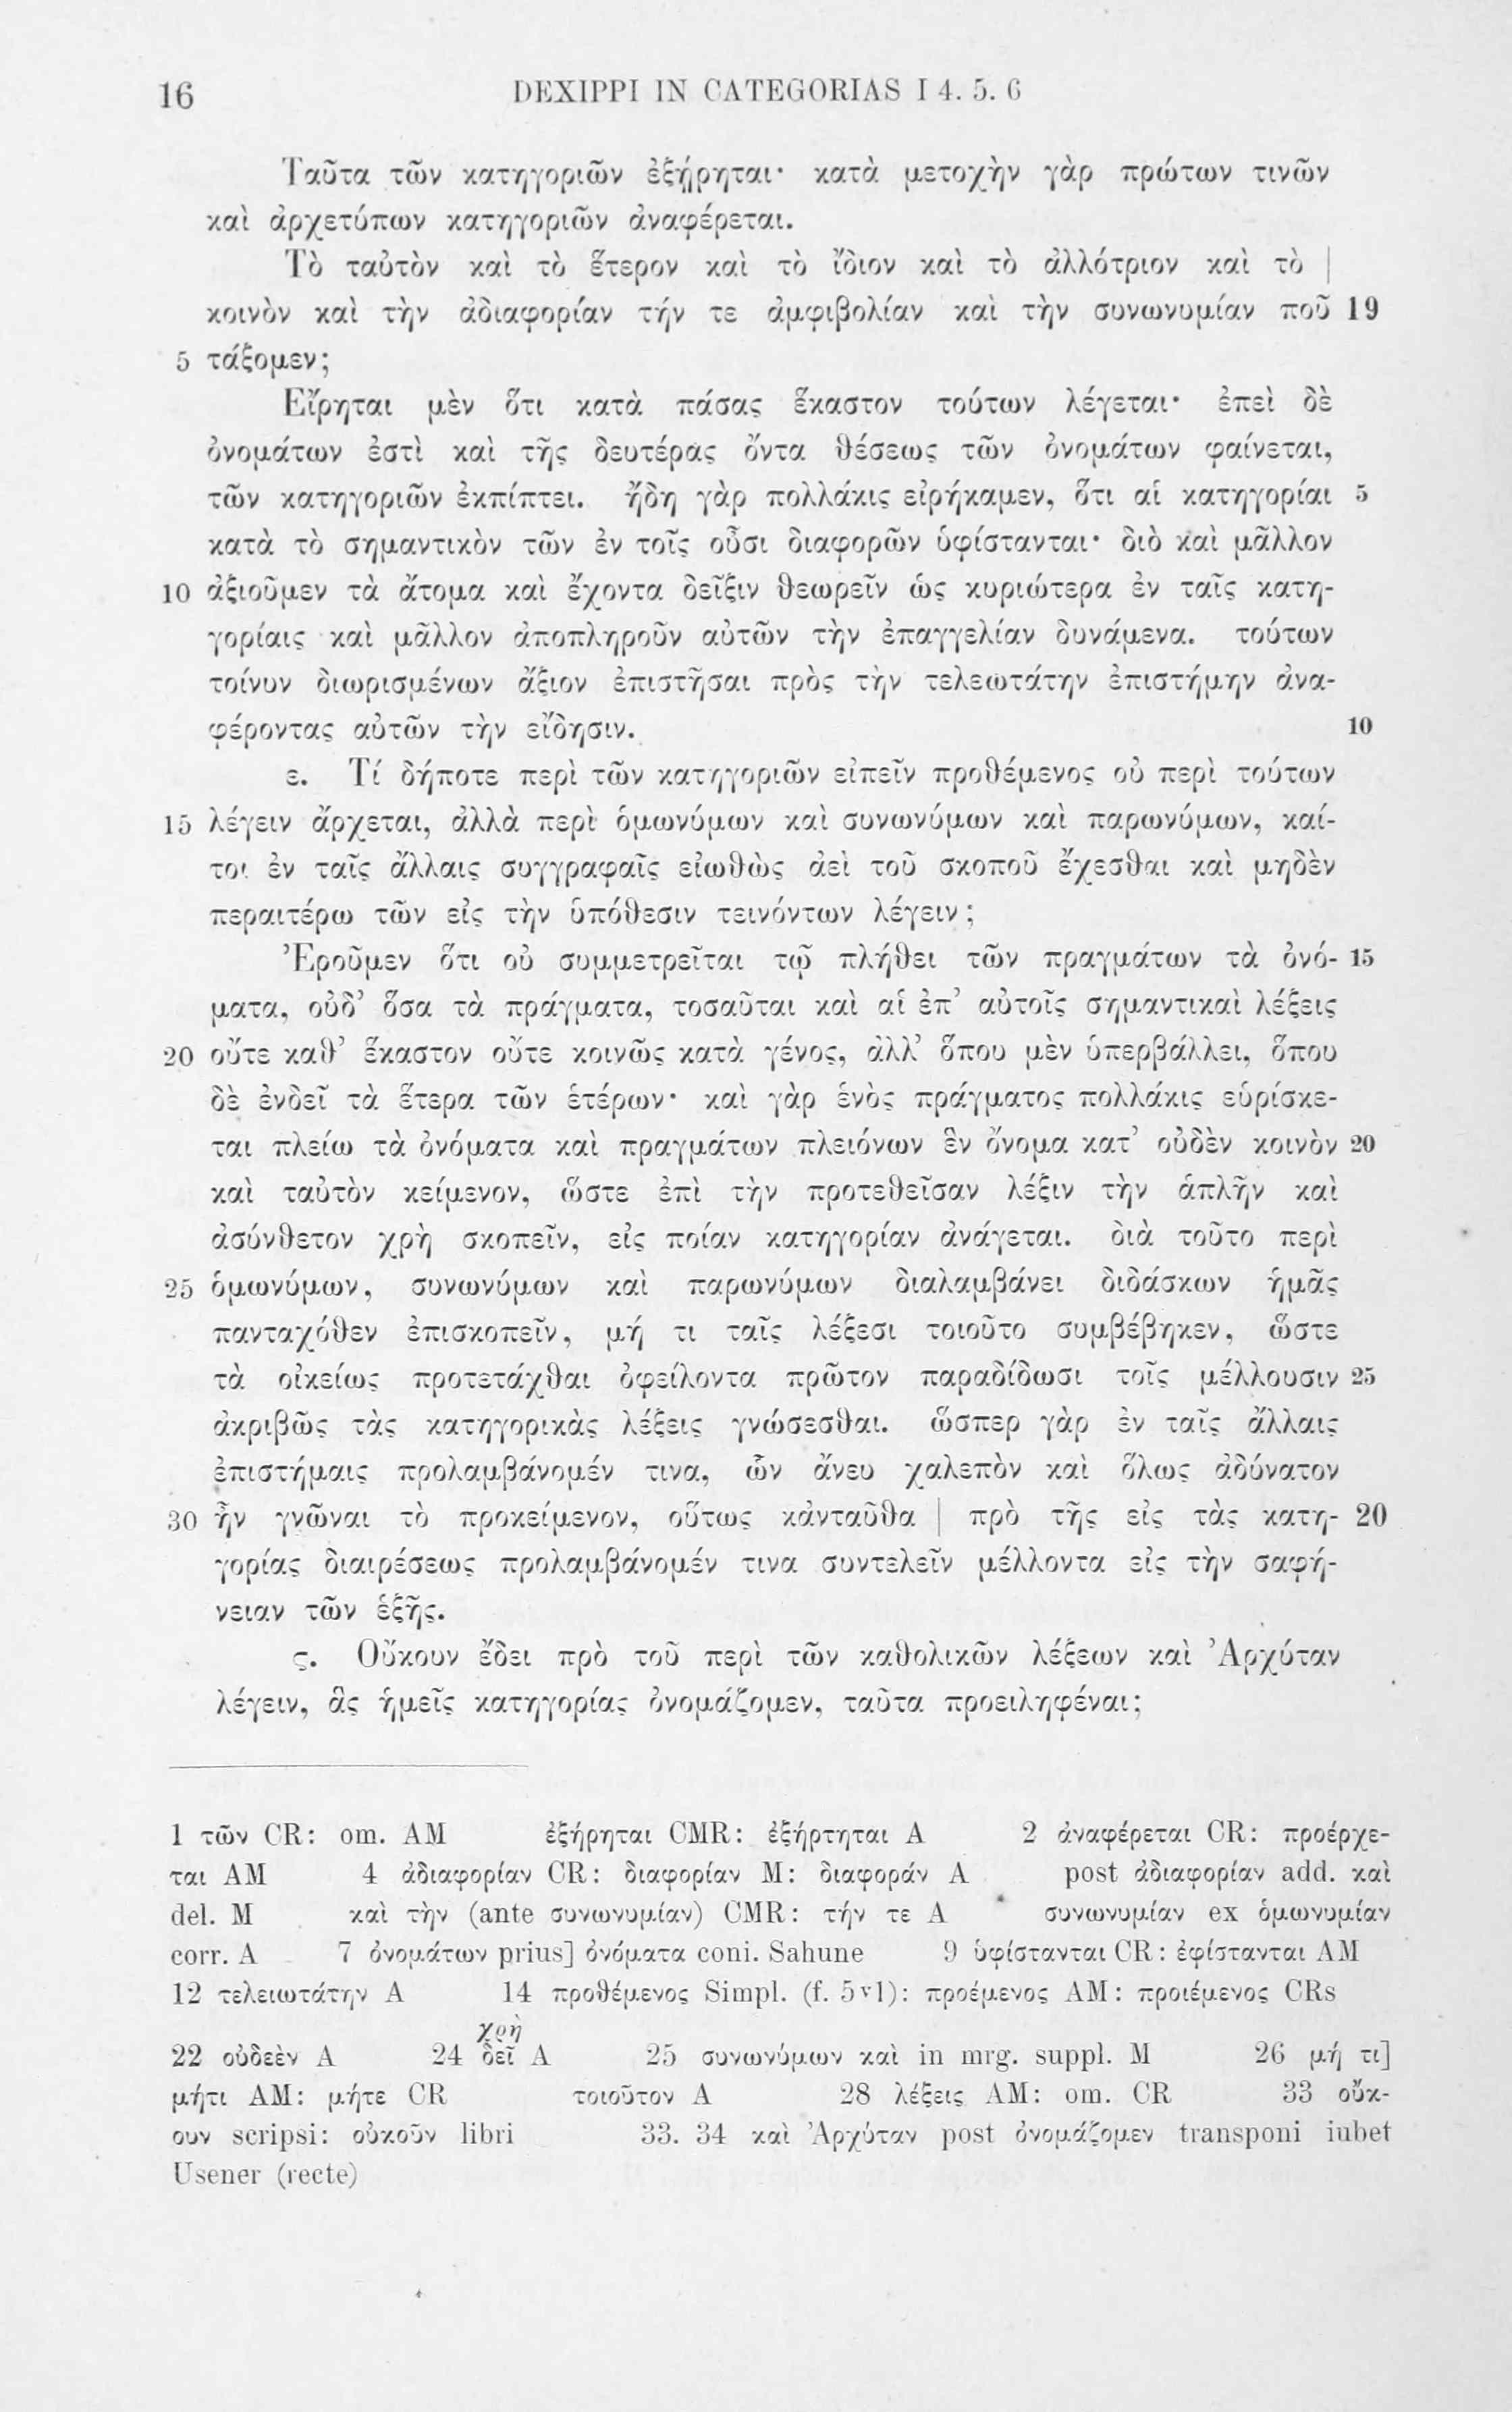 16 DEXIPPI IN CATEGORIAS I 4. 5. 6
Ταῦτα τῶν κατηγοριῶν ἐξῄρηται· κατὰ μετοχὴν γὰρ πρώτων τινῶν
καὶ ἀρχετύπων κατηγοριῶν ἀναφέρεται.
Τὸ ταὐτὸν καὶ τὸ ἕτερον καὶ τὸ ἴδιον καὶ τὸ ἀλλότριον καὶ τὸ |
κοινὸν καὶ τὴν ἀδιαφορίαν τήν τε ἀμφιβολίαν καὶ τὴν συνωνυμίαν ποῦ 19
5 τάξομεν;
Εἴρηται μὲν ὅτι κατὰ πάσας ἕκαστον τούτων λέγεται· ἐπεὶ δὲ
ὀνομάτων ἐστὶ καὶ τῆς δευτέρας ὄντα θέσεως τῶν ὀνομάτων φαίνεται,
τῶν κατηγοριῶν ἐκπίπτει. ἤδη γὰρ πολλάκις εἰρήκαμεν, ὅτι αἱ κατηγορίαι 5
κατὰ τὸ σημαντικὸν τῶν ἐν τοῖς οὖσι διαφορῶν ὑφίστανται· διὸ καὶ μᾶλλον
10 ἀξιοῦμεν τὰ ἄτομα καὶ ἔχοντα δεῖξιν θεωρεῖν ὡς κυριώτερα ἐν ταῖς κατη-
γορίαις καὶ μᾶλλον ἀποπληροῦν αὐτῶν τὴν ἐπαγγελίαν δυνάμενα. τούτων
τοίνυν διωρισμένων ἄξιον ἐπιστῆσαι πρὸς τὴν τελεωτάτην ἐπιστήμην ἀνα-
φέροντας αὐτῶν τὴν εἴδησιν. 10
ε. Τί δήποτε περὶ τῶν κατηγοριῶν εἰπεῖν προθέμενος οὐ περὶ τούτων
15 λέγειν ἄρχεται, ἀλλὰ περὶ ὁμωνύμων καὶ συνωνύμων καὶ παρωνύμων, καί-
τοι ἐν ταῖς ἄλλαις συγγραφαῖς εἰωθὼς ἀεὶ τοῦ σκοποῦ ἔχεσθαι καὶ μηδὲν
περαιτέρω τῶν εἰς τὴν ὑπόθεσιν τεινόντων λέγειν;
Ἐροῦμεν ὅτι οὐ συμμετρεῖται τῷ πλήθει τῶν πραγμάτων τὰ ὀνό- 15
ματα, οὐδ’ ὅσα τὰ πράγματα, τοσαῦται καὶ αἱ ἐπ’ αὐτοῖς σημαντικαὶ λέξεις
20 οὔτε καθ’ ἕκαστον οὔτε κοινῶς κατὰ γένος, ἀλλ’ ὅπου μὲν ὑπερβάλλει, ὅπου
δὲ ἐνδεῖ τὰ ἕτερα τῶν ἑτέρων· καὶ γὰρ ἑνὸς πράγματος πολλάκις εὑρίσκε-
ται πλείω τὰ ὀνόματα καὶ πραγμάτων πλειόνων ἓν ὄνομα κατ’ οὐδὲν κοινὸν 20
καὶ ταὐτὸν κείμενον, ὥστε ἐπὶ τὴν προτεθεῖσαν λέξιν τὴν ἁπλῆν καὶ
ἀσύνθετον χρὴ σκοπεῖν, εἰς ποίαν κατηγορίαν ἀνάγεται. διὰ τοῦτο περὶ
25 ὁμωνύμων, συνωνύμων καὶ παρωνύμων διαλαμβάνει διδάσκων ἡμᾶς
πανταχόθεν ἐπισκοπεῖν, μή τι ταῖς λέξεσι τοιοῦτο συμβέβηκεν, ὥστε
τὰ οἰκείως προτετάχθαι ὀφείλοντα πρῶτον παραδίδωσι τοῖς μέλλουσιν 25
ἀκριβῶς τὰς κατηγορικὰς λέξεις γνώσεσθαι. ὥσπερ γὰρ ἐν ταῖς ἄλλαις
ἐπιστήμαις προλαμβάνομέν τινα, ὧν ἄνευ χαλεπὸν καὶ ὅλως ἀδύνατον
30 ἦν γνῶναι τὸ προκείμενον, οὕτως κἀνταῦθα | πρὸ τῆς εἰς τὰς κατη- 20
γορίας διαιρέσεως προλαμβάνομέν τινα συντελεῖν μέλλοντα εἰς τὴν σαφή-
νειαν τῶν ἑξῆς.
ς. Οὔκουν ἔδει πρὸ τοῦ περὶ τῶν καθολικῶν λέξεων καὶ Ἀρχύταν
λέγειν, ἃς ἡμεῖς κατηγορίας ὀνομάζομεν, ταῦτα προειληφέναι;
1 τῶν CR: om. AM ἐξήρηται CMR: ἐξήρτηται A 2 ἀναφέρεται CR: προέρχε-
ται AM 4 ἀδιαφορίαν CR: διαφορίαν M: διαφοράν A post ἀδιαφορίαν add. καὶ
del. M καὶ τὴν (ante συνωνυμίαν) CMR: τήν τε A συνωνυμίαν ex ὁμωνυμίαν
corr. A 7 ὀνομάτων prius] ὀνόματα coni. Sahune 9 ὑφίστανται CR: ἐφίστανται AM
12 τελειωτάτην A 14 προθέμενος Simpl. (f. 5v1): προέμενος AM: προιέμενος CRs
χρὴ
22 οὐδεὲν A 24 δεῖ A 25 συνωνύμων καὶ in mrg. suppl. M 26 μή τι]
μήτι AM: μήτε CR τοιοῦτον A 28 λέξεις AM: om. CR 33 οὔκ-
ουν scripsi: οὐκοῦν libri 33. 34 καὶ Ἀρχύταν post ὀνομάζομεν transponi iubet
Usener (recte)